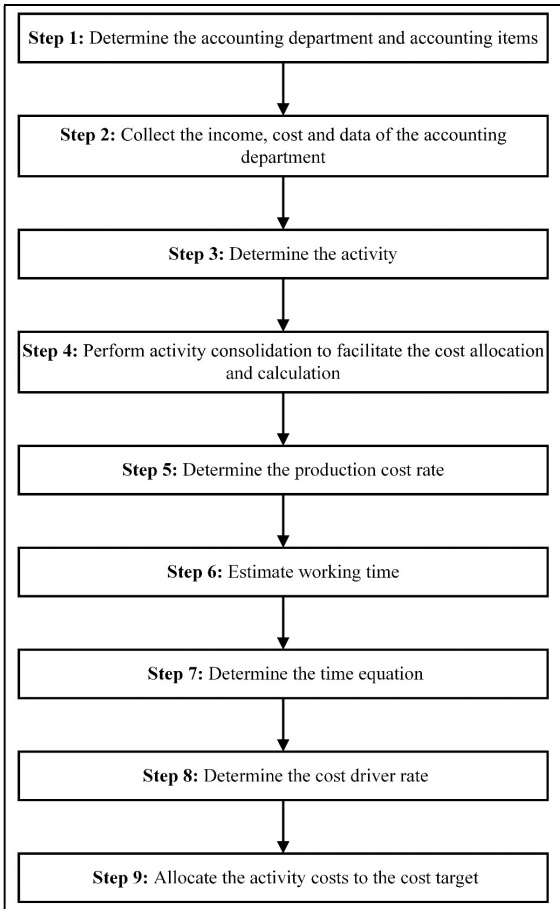 Step 1: Determine the accounting department and accounting items
Step 2: Collect the income, cost and data of the accounting
department
Step 3: Determine the activity
Step 4: Perform activity consolidation to facilitate the cost allocation
and calculation
Step 5: Determine the production cost rate
Step 6: Estimate working time
Step 7: Determine the time equation
Step 8: Determine the cost driver rate
Step 9: Allocate the activity costs to the cost target